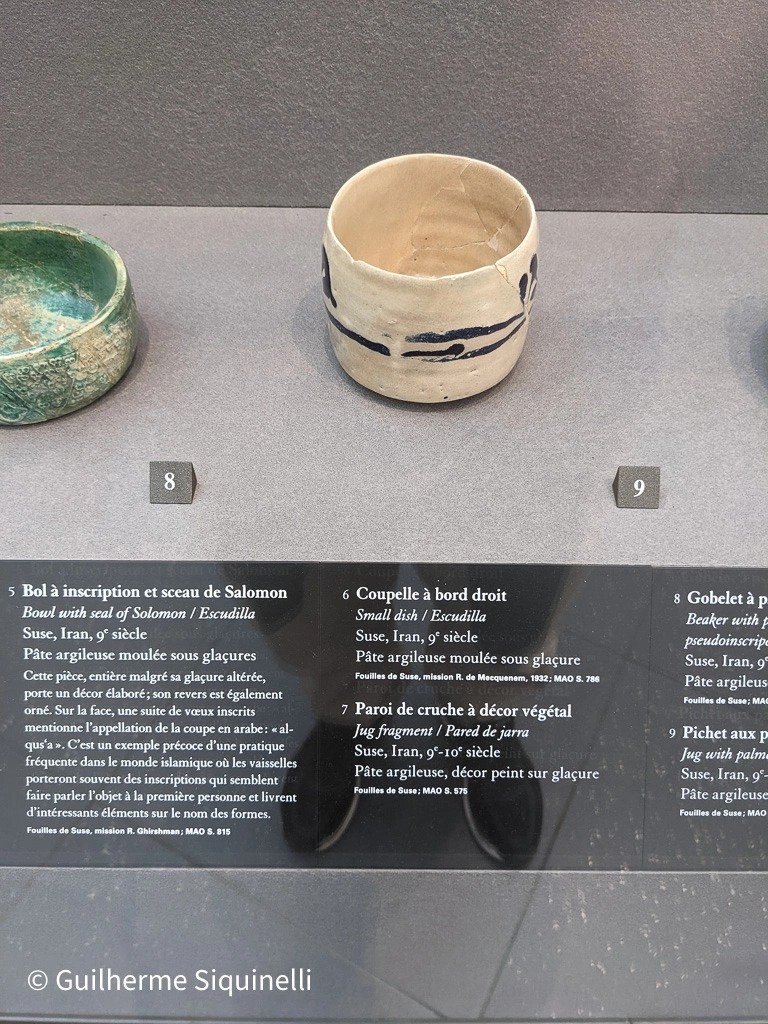 8
9
5 Bol à inscription et sceau de Salomon
Bowl with seal of Solomon / Escudilla
Suse, Iran, 9e siècle
Pâte argileuse moulée sous glaçures
Cette pièce, entière malgré sa glaçure altérée,
porte un décor élaboré ; son revers est également
orné. Sur la face, une suite de vœux inscrits
mentionne l'appellation de la coupe en arabe : « al-
qus'a ». C'est un exemple précoce d'une pratique
fréquente dans le monde islamique où les vaisselles
porteront souvent des inscriptions qui semblent
faire parler l'objet à la première personne et livrent
d'intéressants éléments sur le nom des formes.
Fouilles de Suse, mission R. Ghirshman ; MAO S. 815
6 Coupelle à bord droit
Small dish / Escudilla
Suse, Iran, 9e siècle
Pâte argileuse moulée sous glaçure
Fouilles de Suse, mission R. de Mecquenem, 1932 ; MAO S. 786
7 Paroi de cruche à décor végétal
Jug fragment / Pared de jarra
Suse, Iran, 9e-10e siècle
Pâte argileuse, décor peint sur glaçure
Fouilles de Suse ; MAO S. 575
8 Gobelet à
Beaker with
Suse, Iran,
Pâte
Fouilles de Suse ; MAO
9 Pichet aux
Jug with
Suse, Iran,
Pâte argileuse
Fouilles de Suse ; MAO
© Guilherme Siquinelli